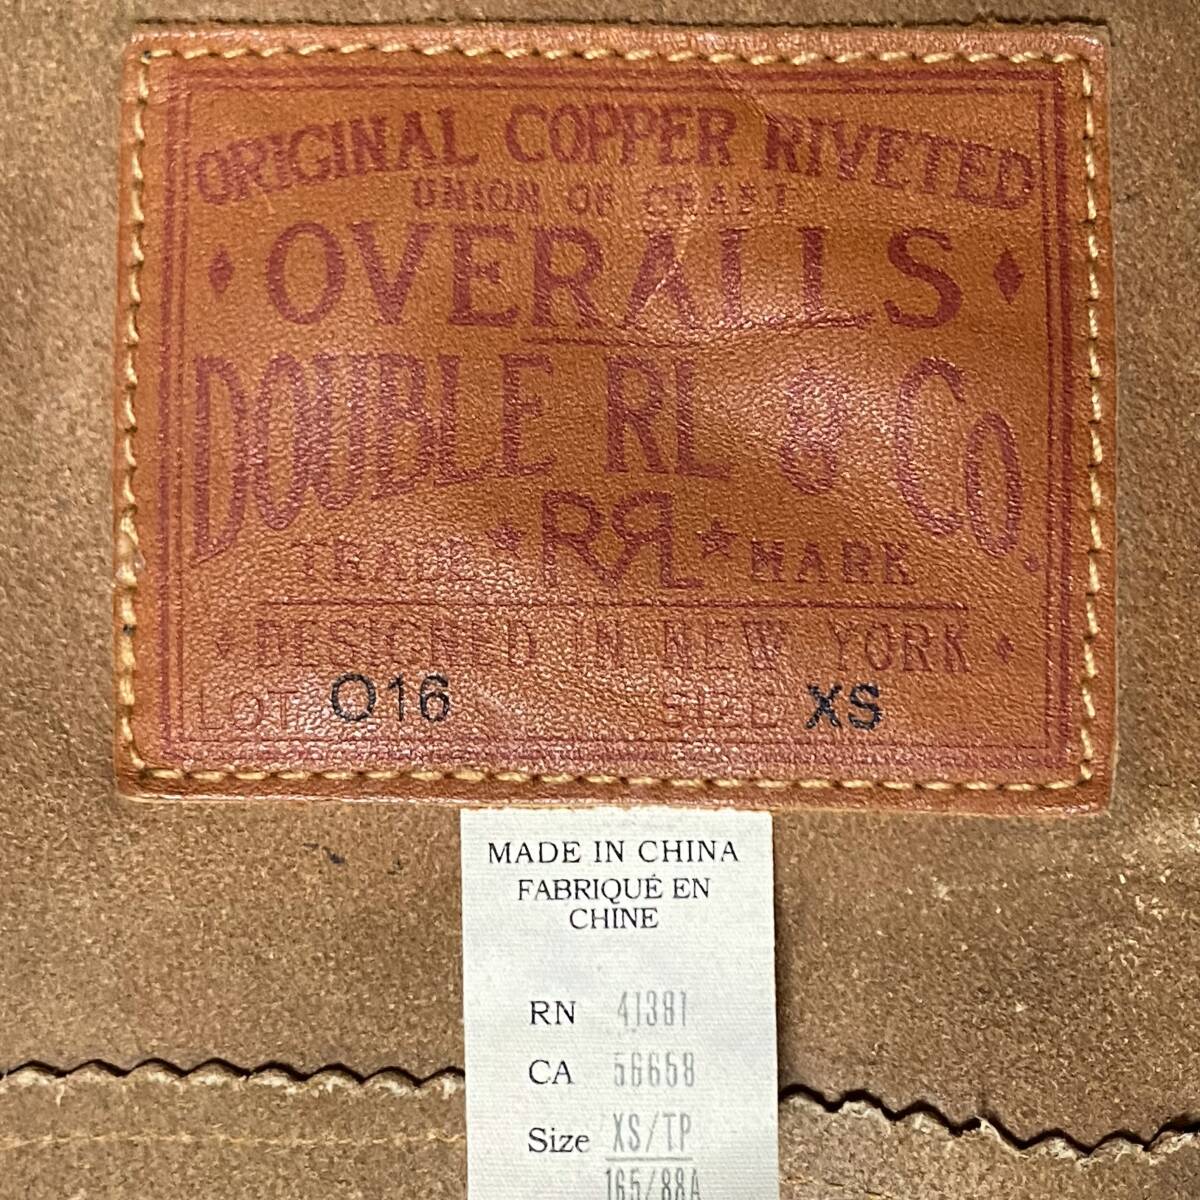 ORIGINAL COPPER RIVETED
UNION OF CRAFT
OVERALLS
DOUBLE RL & Co.
TRADE RRL MARK
DESIGNED IN NEW YORK
LOT 016 SIZE XS
MADE IN CHINA
FABRIQUÉ EN
CHINE
RN 41381
CA 56658
Size XS/TP
165/88A